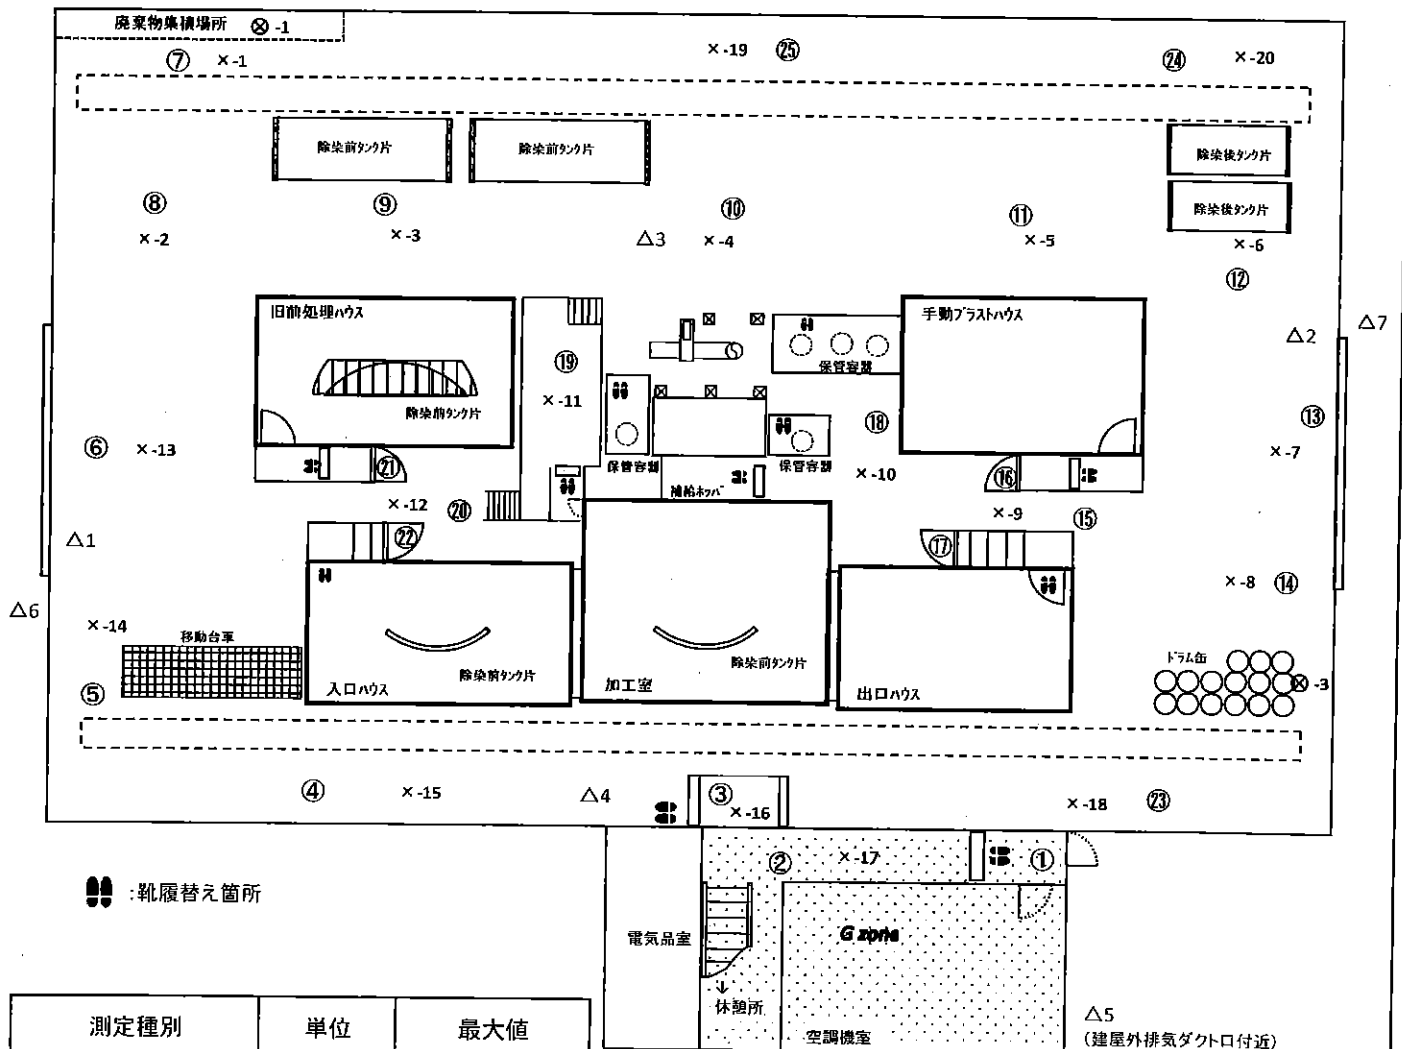 廃棄物集積場所 ⊗ -1
⑦ × -1
× -19 ㉕
㉔ × -20
除染前タンク片
除染前タンク片
除染後タンク片
除染後タンク片
⑧
× -2
⑨
× -3
△3
⑩
× -4
⑪
× -5
× -6
⑫
旧前処理ハウス
除染前タンク片
⑲
× -11
保管容器
手動ブラストハウス
△2
△7
⑬
× -7
⑱
⑥ × -13
㉑
保管容器
保管容器
補給ホッパ
× -10
⑯
× -12 ⑳
× -9 ⑮
△1
㉒
⑰
× -8 ⑭
△6
× -14
移動台車
⑤
除染前タンク片
入口ハウス
除染前タンク片
加工室
出口ハウス
ドラム缶
⊗ -3
④ × -15
△4
③
× -16
× -18 ㉓
② × -17
①
:靴履替え箇所
電気品室
G zone
↓
休憩所
空調機室
△5
(建屋外排気ダクト口付近)
測定種別 単位 最大値